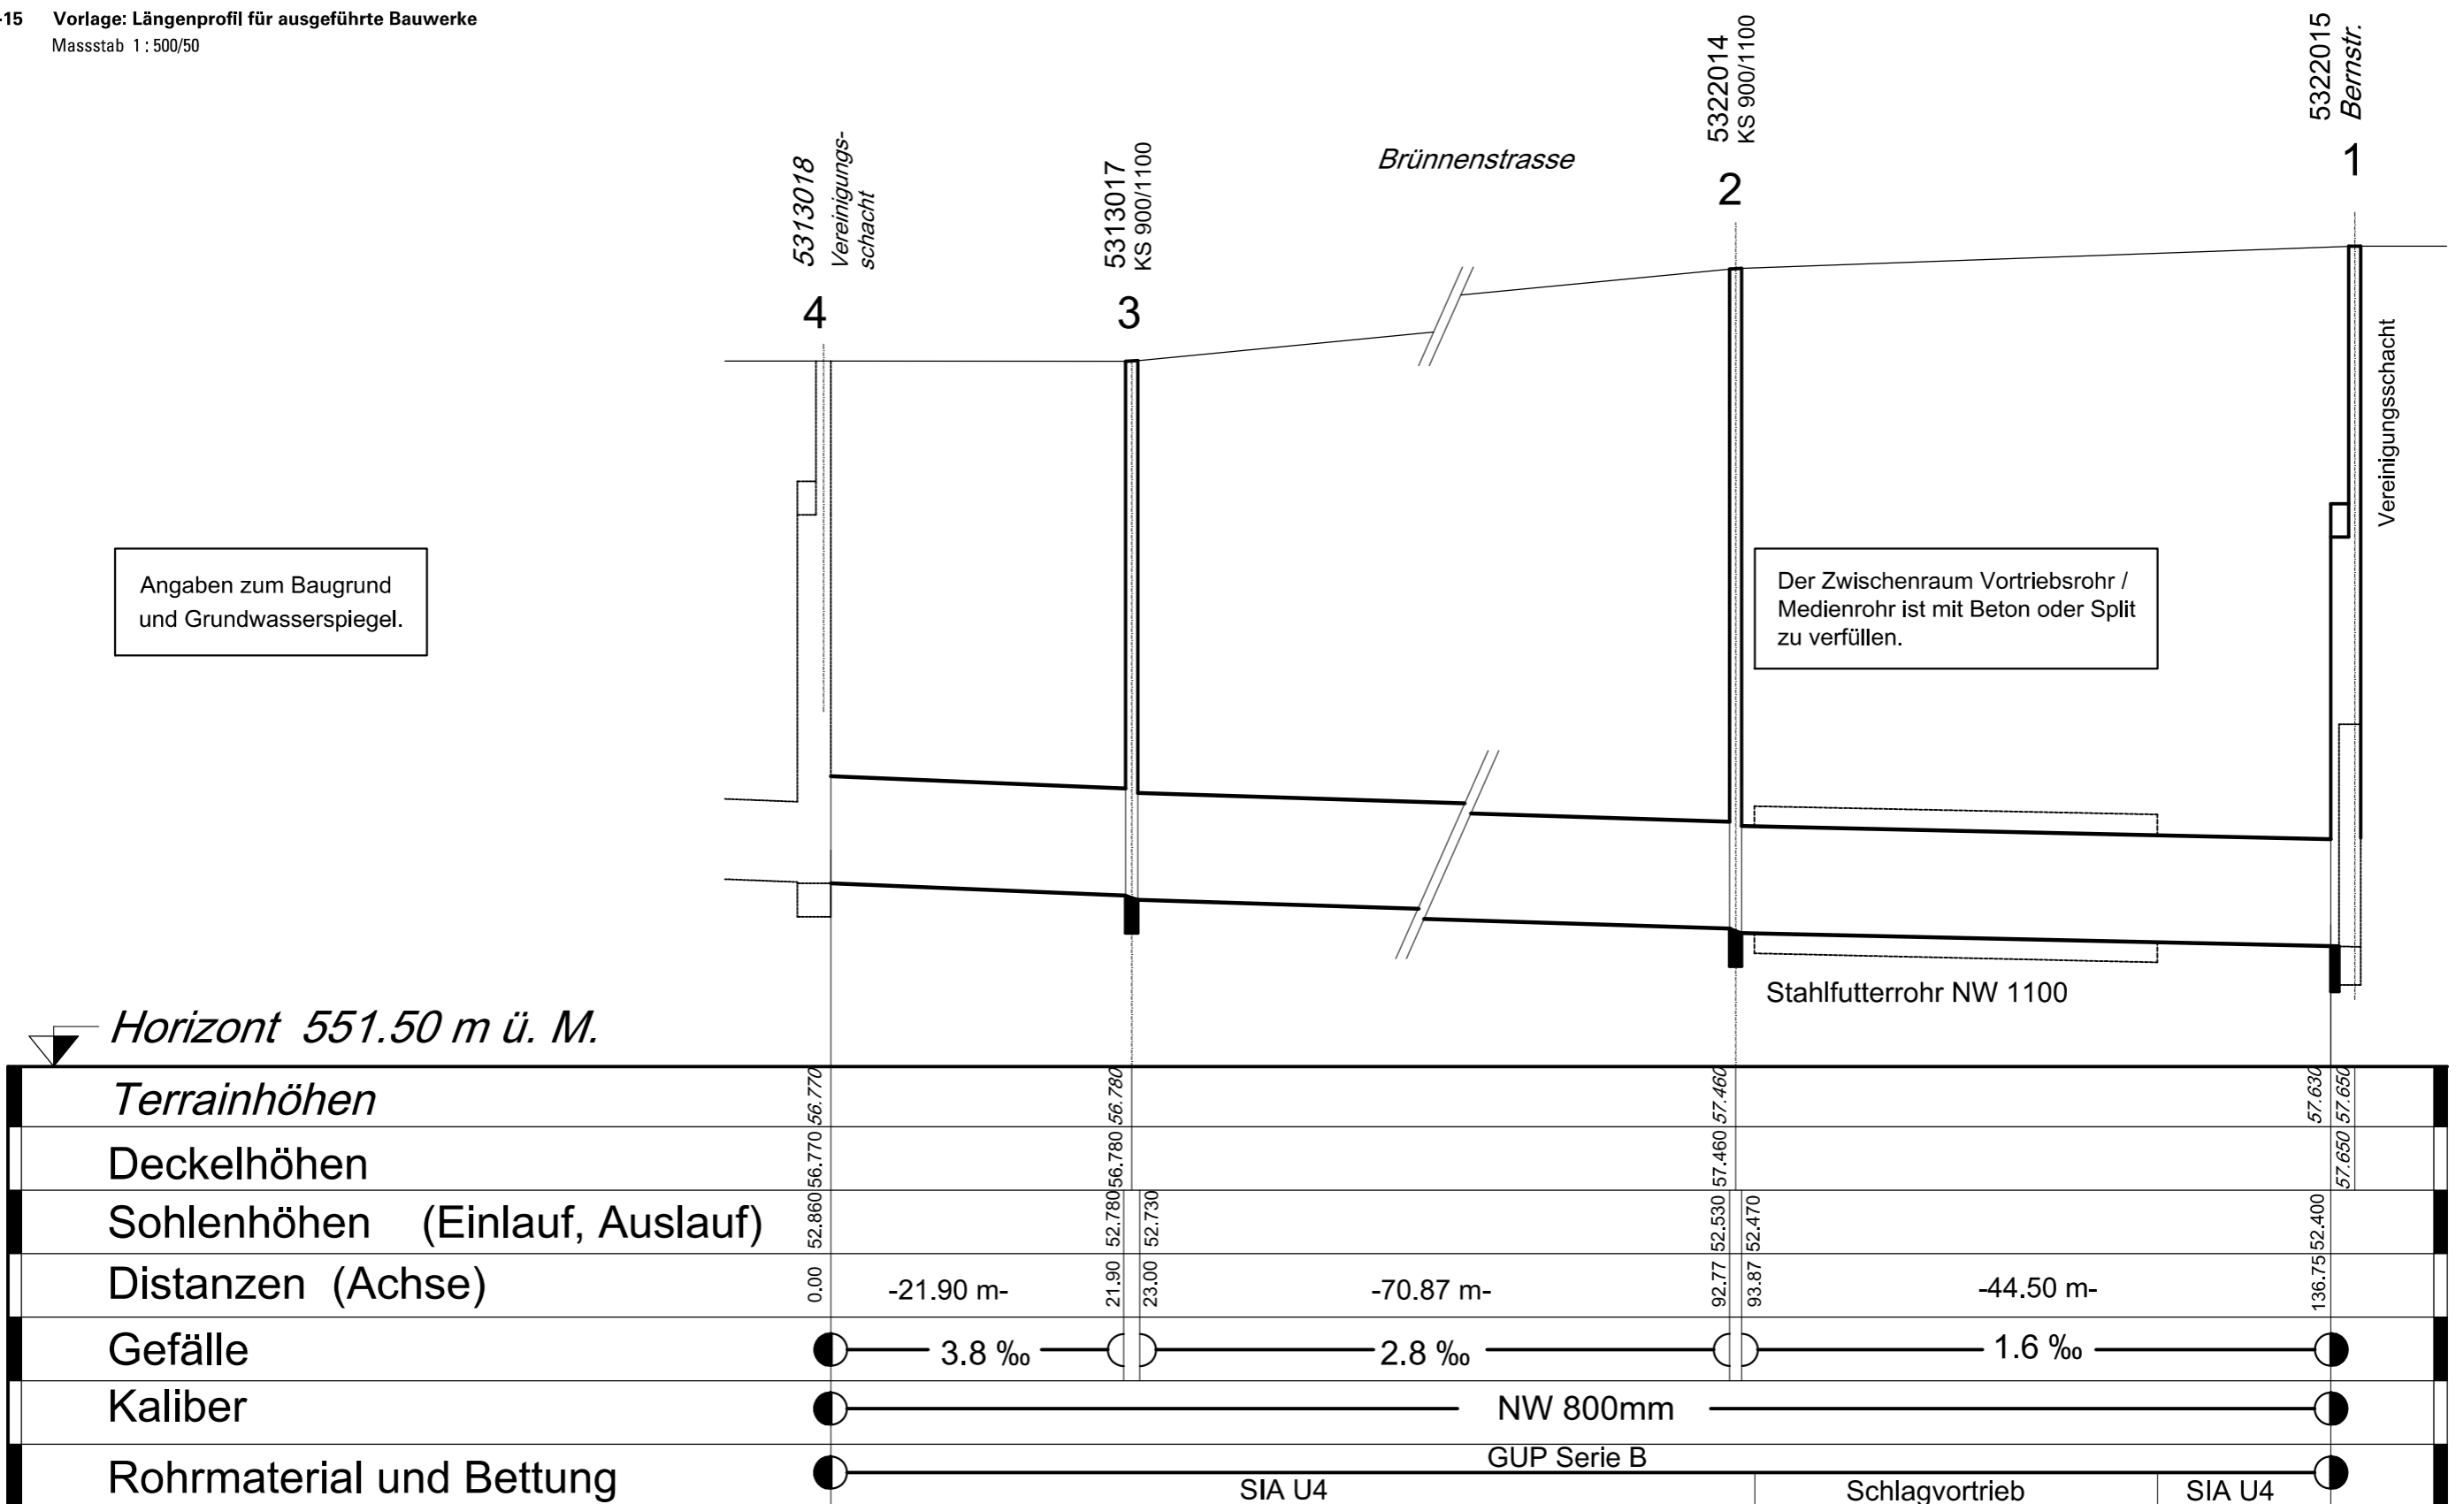 -15 Vorlage: Längenprofil für ausgeführte Bauwerke
Massstab 1 : 500/50
5313018
Vereinigungs-
schacht
4
5313017
KS 900/1100
3
Brünnenstrasse
5322014
KS 900/1100
2
5322015
Bernstr.
1
Vereinigungsschacht
Angaben zum Baugrund
und Grundwasserspiegel.
Der Zwischenraum Vortriebsrohr /
Medienrohr ist mit Beton oder Split
zu verfüllen.
Stahlfutterrohr NW 1100
Horizont 551.50 m ü. M.
Terrainhöhen 56.770 56.780 57.460 57.630 57.650
Deckelhöhen 56.770 56.780 57.460 57.650
Sohlenhöhen (Einlauf, Auslauf) 52.860 52.780 52.730 52.530 52.470 52.400
Distanzen (Achse) 0.00 -21.90 m- 21.90 23.00 -70.87 m- 92.77 93.87 -44.50 m- 136.75
Gefälle 3.8 ‰ 2.8 ‰ 1.6 ‰
Kaliber NW 800mm
Rohrmaterial und Bettung GUP Serie B
SIA U4 Schlagvortrieb SIA U4